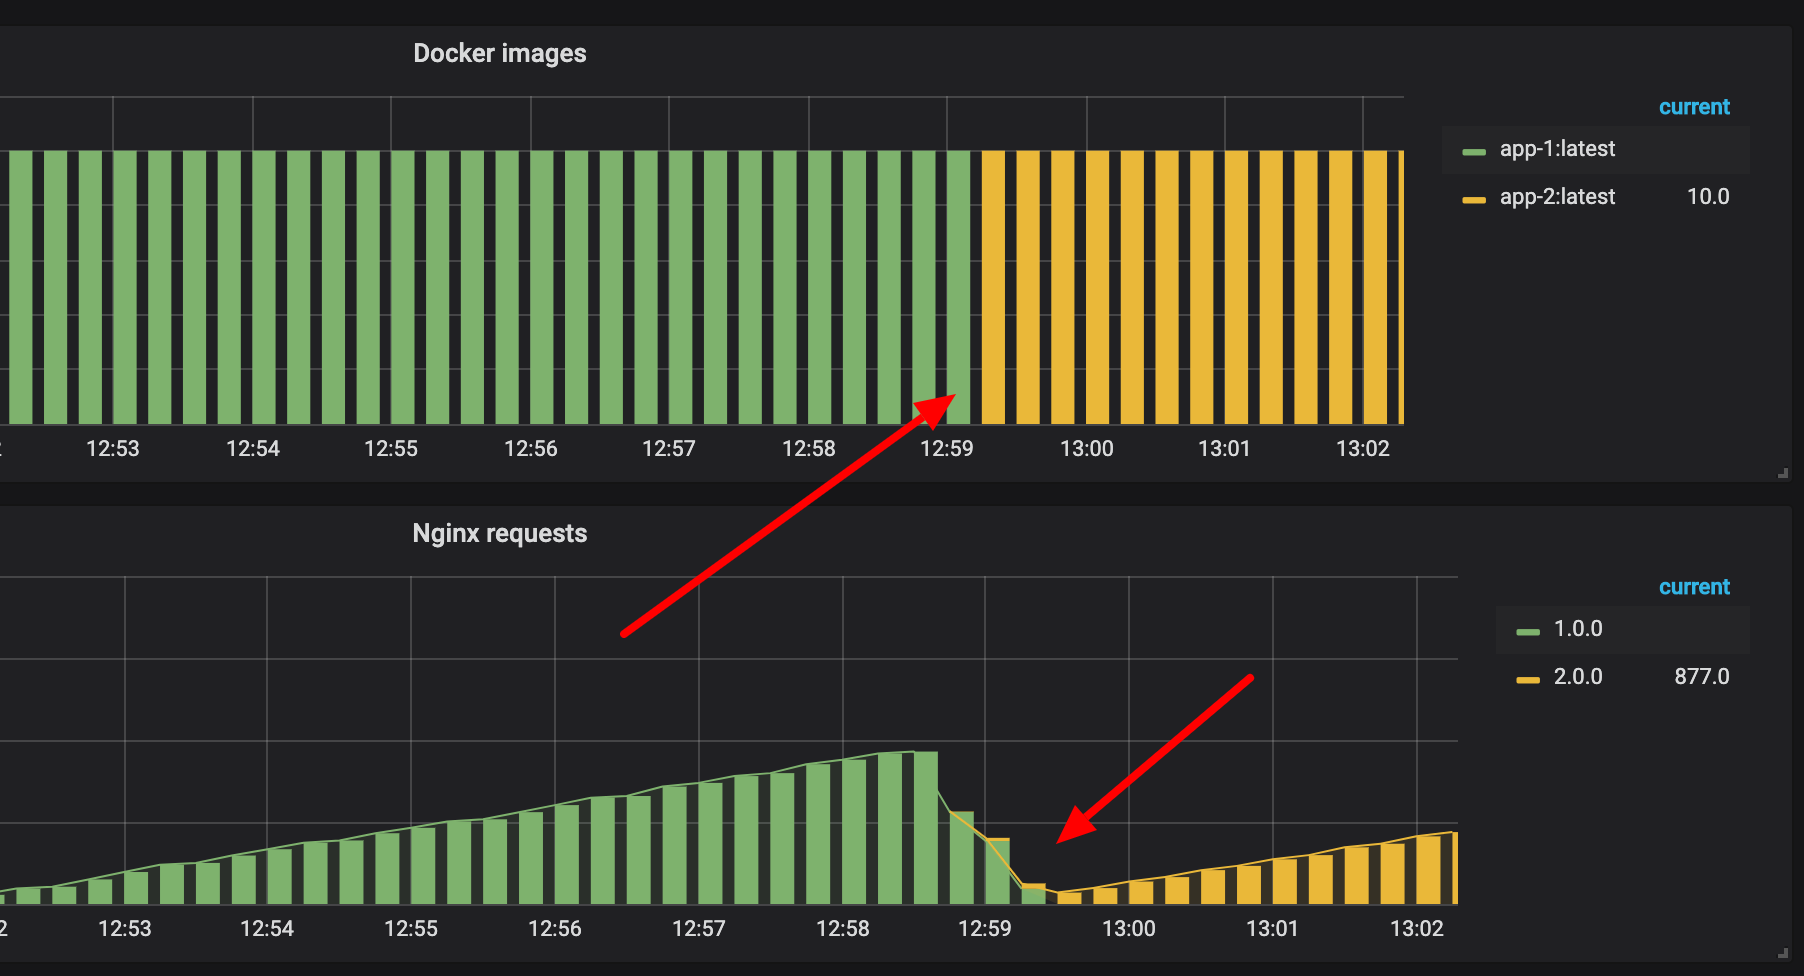 Docker images
current
app-1:latest
app-2:latest 10.0
12:53 12:54 12:55 12:56 12:57 12:58 12:59 13:00 13:01 13:02
Nginx requests
current
1.0.0
2.0.0 877.0
2 12:53 12:54 12:55 12:56 12:57 12:58 12:59 13:00 13:01 13:02